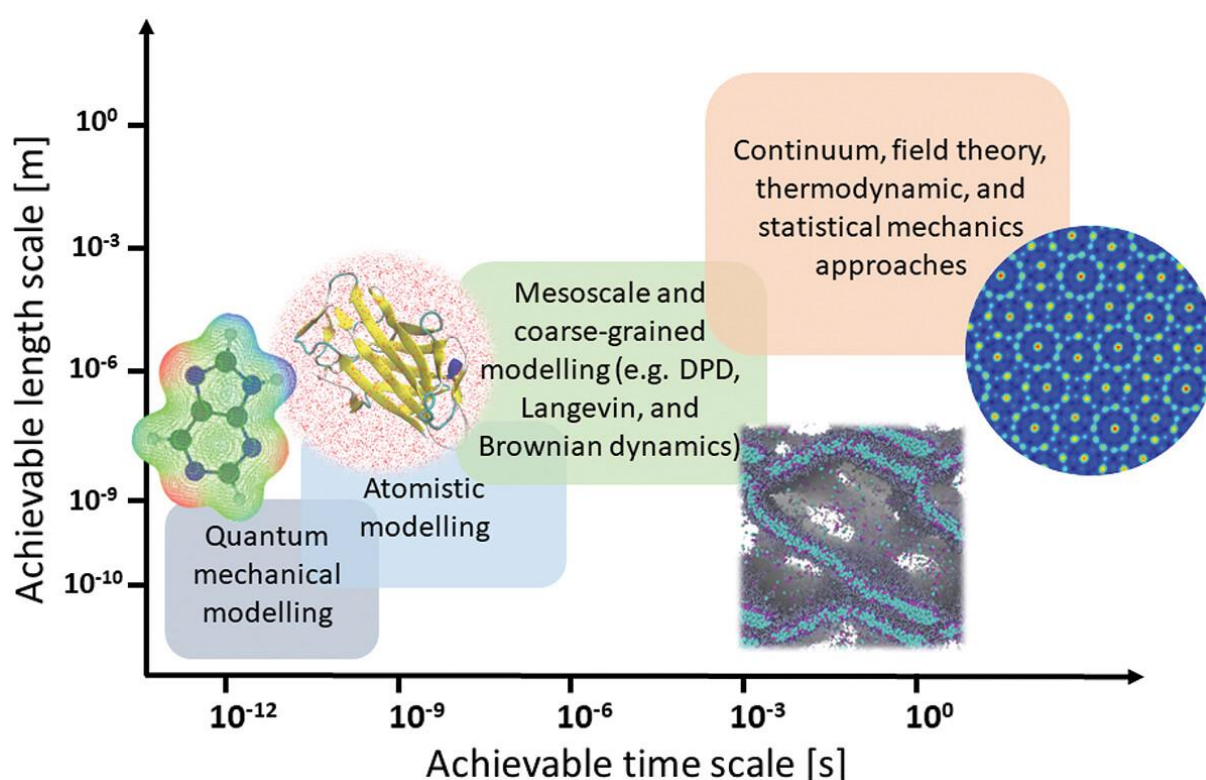 Achievable length scale [m]
10⁰
10⁻³
10⁻⁶
10⁻⁹
10⁻¹⁰
Continuum, field theory,
thermodynamic, and
statistical mechanics
approaches
Mesoscale and
coarse-grained
modelling (e.g. DPD,
Langevin, and
Brownian dynamics)
Atomistic
modelling
Quantum
mechanical
modelling
10⁻¹²
10⁻⁹
10⁻⁶
10⁻³
10⁰
Achievable time scale [s]